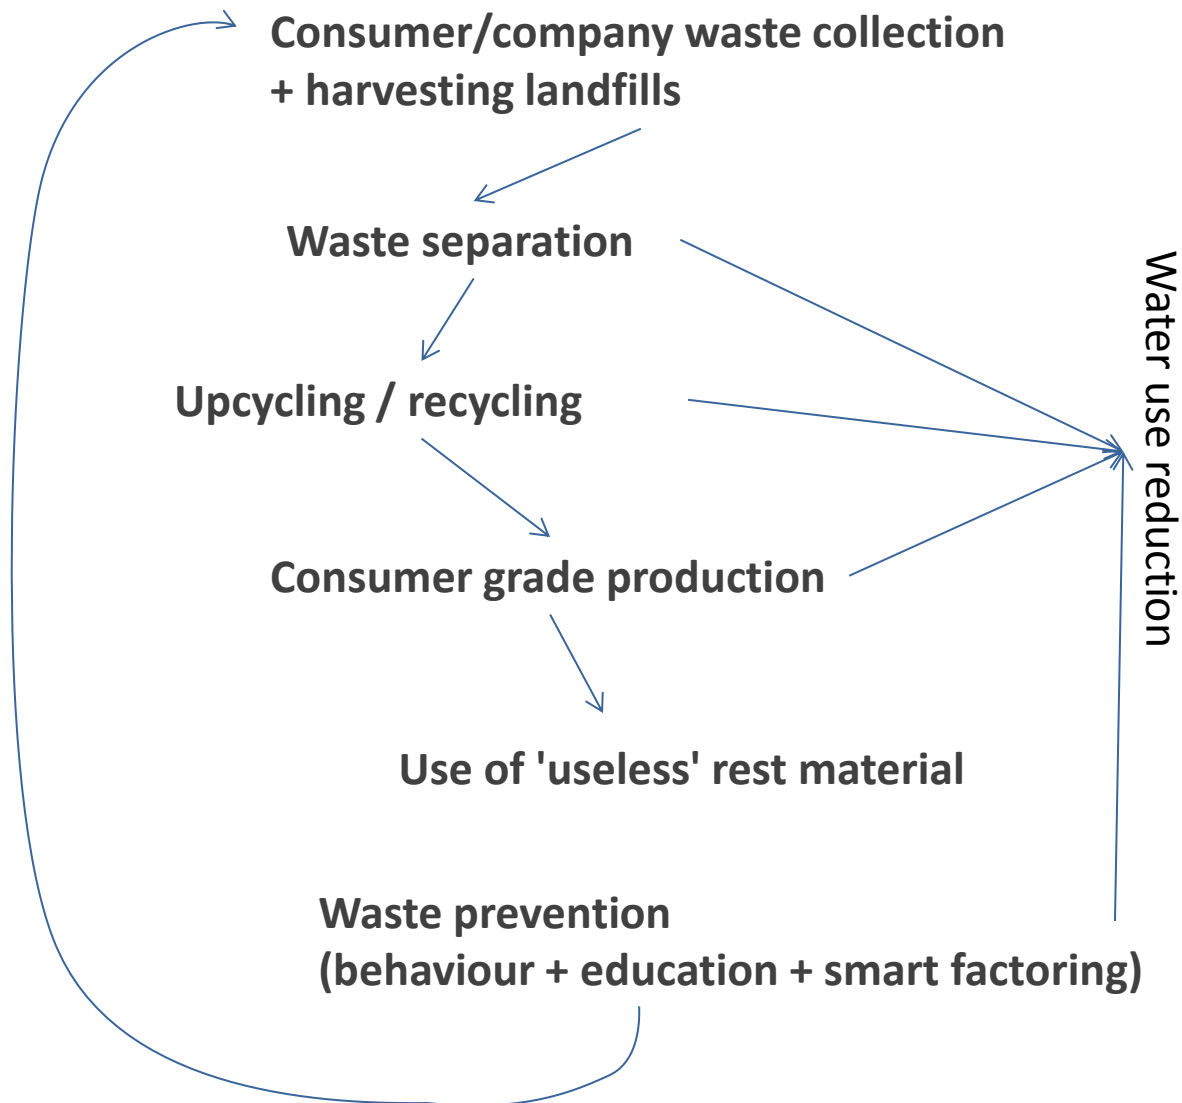 Consumer/company waste collection
+ harvesting landfills
Waste separation
Upcycling / recycling
Consumer grade production
Use of 'useless' rest material
Waste prevention
(behaviour + education + smart factoring)
Water use reduction